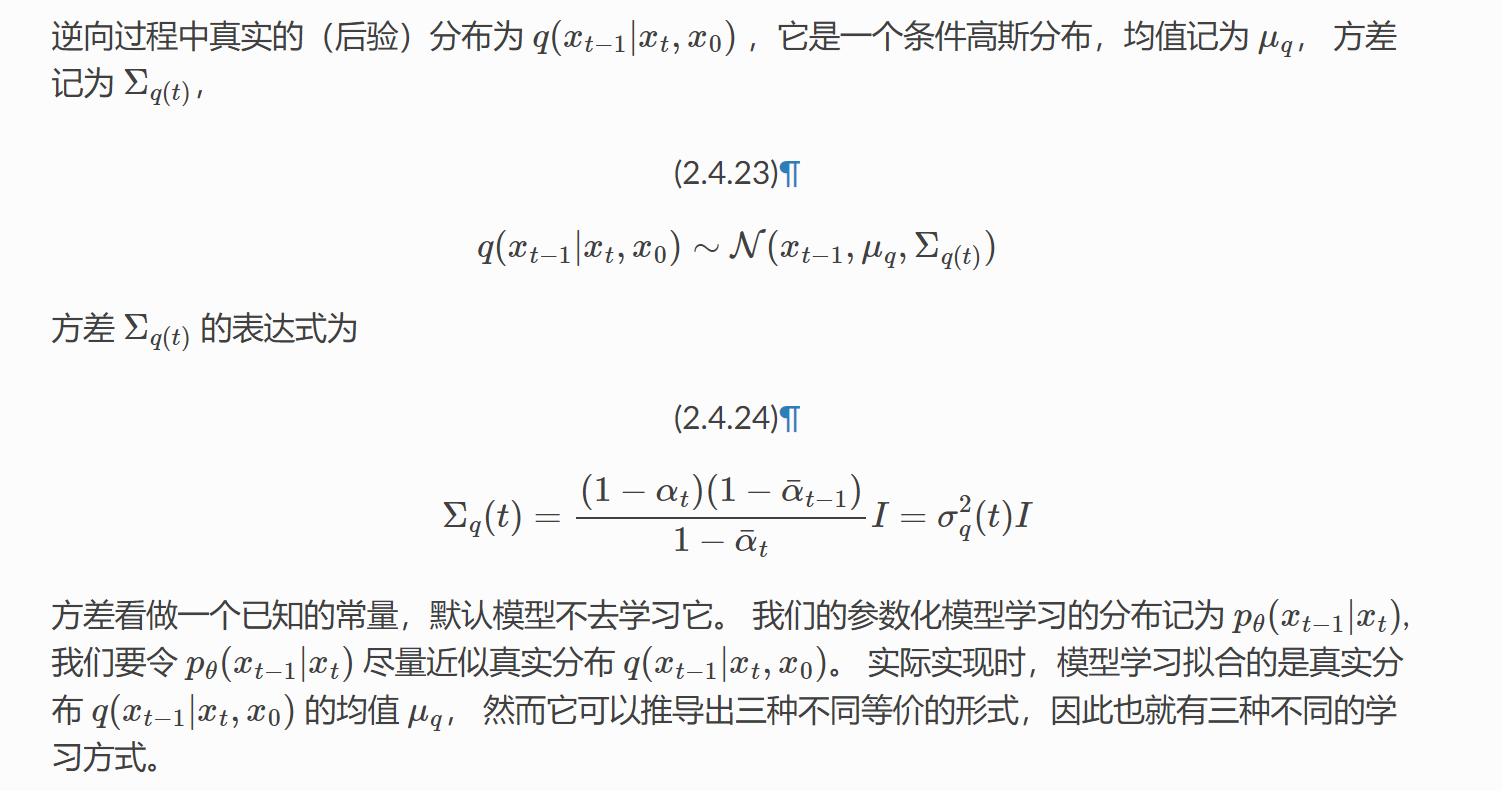 逆向过程中真实的（后验）分布为 $q(x_{t-1}|x_t, x_0)$ ，它是一个条件高斯分布，均值记为 $\mu_q$， 方差
记为 $\Sigma_{q(t)}$,
(2.4.23)¶
$q(x_{t-1}|x_t, x_0) \sim \mathcal{N}(x_{t-1}, \mu_q, \Sigma_{q(t)})$
方差 $\Sigma_{q(t)}$ 的表达式为
(2.4.24)¶
$\Sigma_q(t) = \frac{(1 - \alpha_t)(1 - \bar{\alpha}_{t-1})}{1 - \bar{\alpha}_t} I = \sigma_q^2(t) I$
方差看做一个已知的常量，默认模型不去学习它。 我们的参数化模型学习的分布记为 $p_\theta(x_{t-1}|x_t)$,
我们要令 $p_\theta(x_{t-1}|x_t)$ 尽量近似真实分布 $q(x_{t-1}|x_t, x_0)$。 实际实现时，模型学习拟合的是真实分
布 $q(x_{t-1}|x_t, x_0)$ 的均值 $\mu_q$， 然而它可以推导出三种不同等价的形式，因此也就有三种不同的学
习方式。